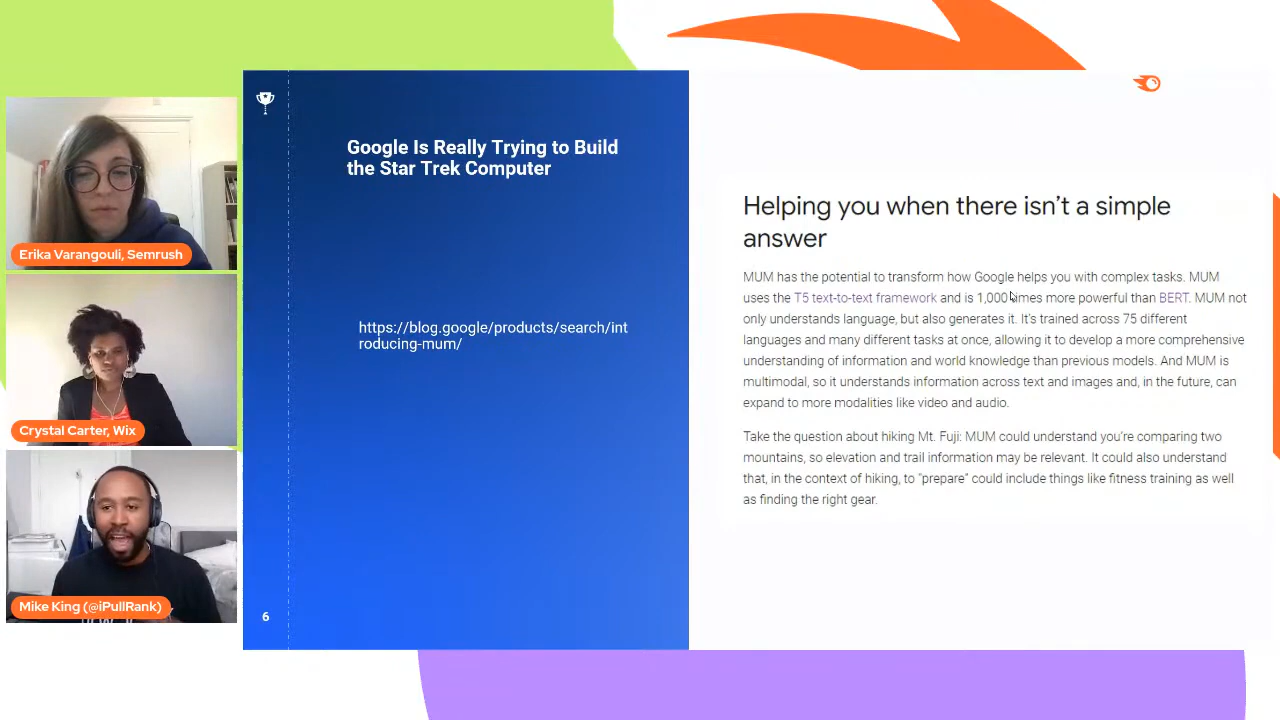 Erika Varangouli, Semrush
Crystal Carter, Wix
Mike King (@iPullRank)
Google Is Really Trying to Build
the Star Trek Computer
https://blog.google/products/search/int
roducing-mum/
6
Helping you when there isn't a simple
answer
MUM has the potential to transform how Google helps you with complex tasks. MUM
uses the T5 text-to-text framework and is 1,000 times more powerful than BERT. MUM not
only understands language, but also generates it. It's trained across 75 different
languages and many different tasks at once, allowing it to develop a more comprehensive
understanding of information and world knowledge than previous models. And MUM is
multimodal, so it understands information across text and images and, in the future, can
expand to more modalities like video and audio.
Take the question about hiking Mt. Fuji: MUM could understand you're comparing two
mountains, so elevation and trail information may be relevant. It could also understand
that, in the context of hiking, to "prepare" could include things like fitness training as well
as finding the right gear.